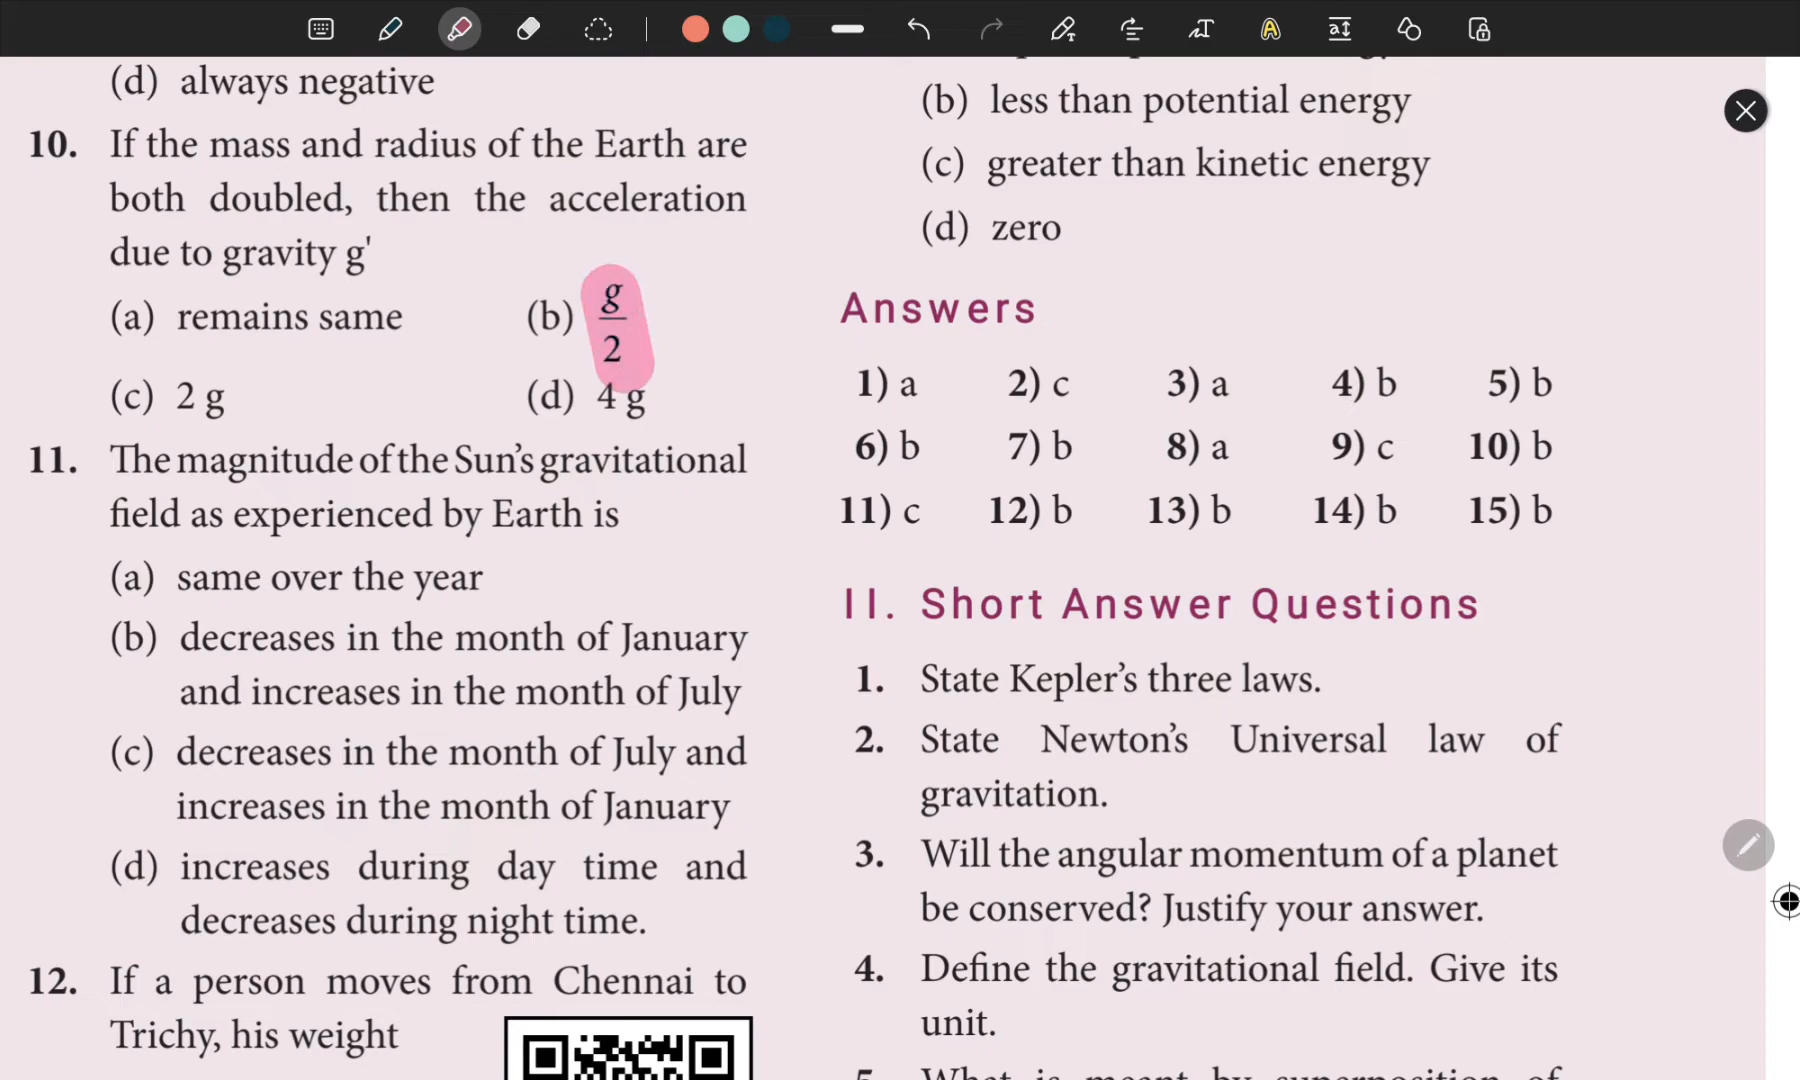 (d) always negative
10. If the mass and radius of the Earth are
both doubled, then the acceleration
due to gravity g'
(a) remains same (b) g/2
(c) 2 g (d) 4 g
11. The magnitude of the Sun’s gravitational
field as experienced by Earth is
(a) same over the year
(b) decreases in the month of January
and increases in the month of July
(c) decreases in the month of July and
increases in the month of January
(d) increases during day time and
decreases during night time.
12. If a person moves from Chennai to
Trichy, his weight
(b) less than potential energy
(c) greater than kinetic energy
(d) zero
Answers
1) a 2) c 3) a 4) b 5) b
6) b 7) b 8) a 9) c 10) b
11) c 12) b 13) b 14) b 15) b
II. Short Answer Questions
1. State Kepler’s three laws.
2. State Newton’s Universal law of
gravitation.
3. Will the angular momentum of a planet
be conserved? Justify your answer.
4. Define the gravitational field. Give its
unit.
5. What is meant by superposition of